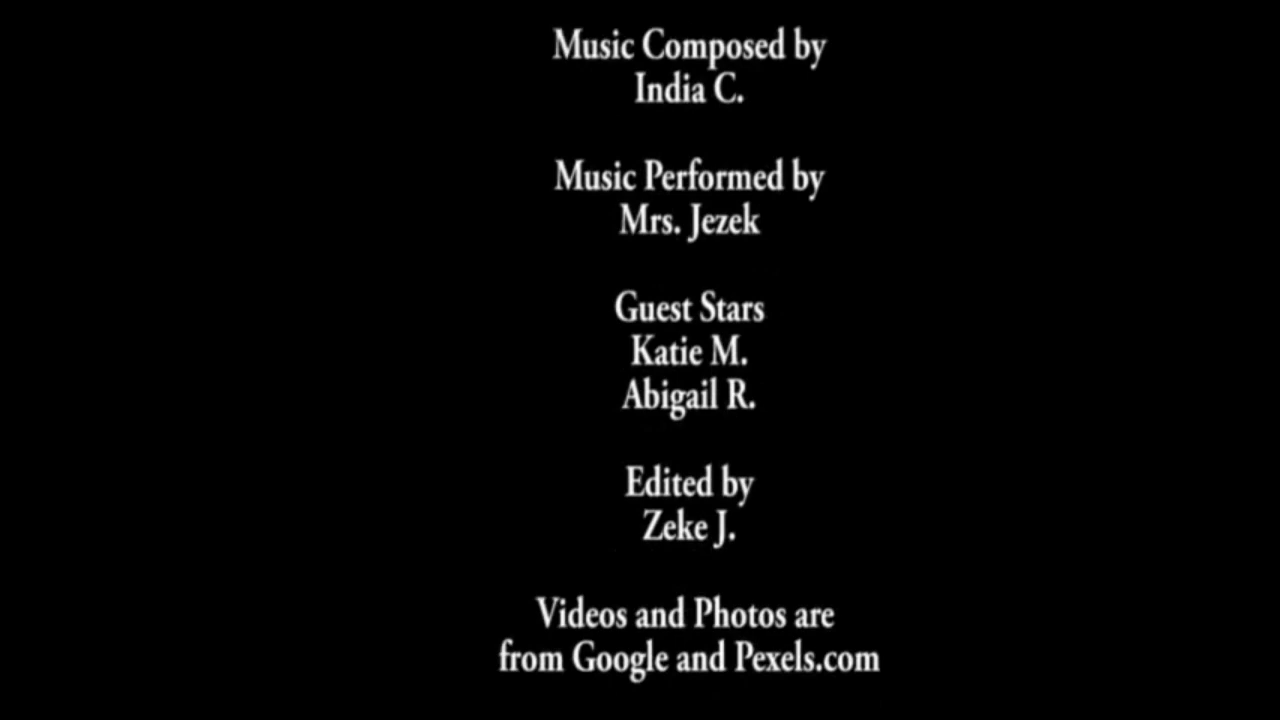 Music Composed by
India C.
Music Performed by
Mrs. Jezek
Guest Stars
Katie M.
Abigail R.
Edited by
Zeke J.
Videos and Photos are
from Google and Pexels.com